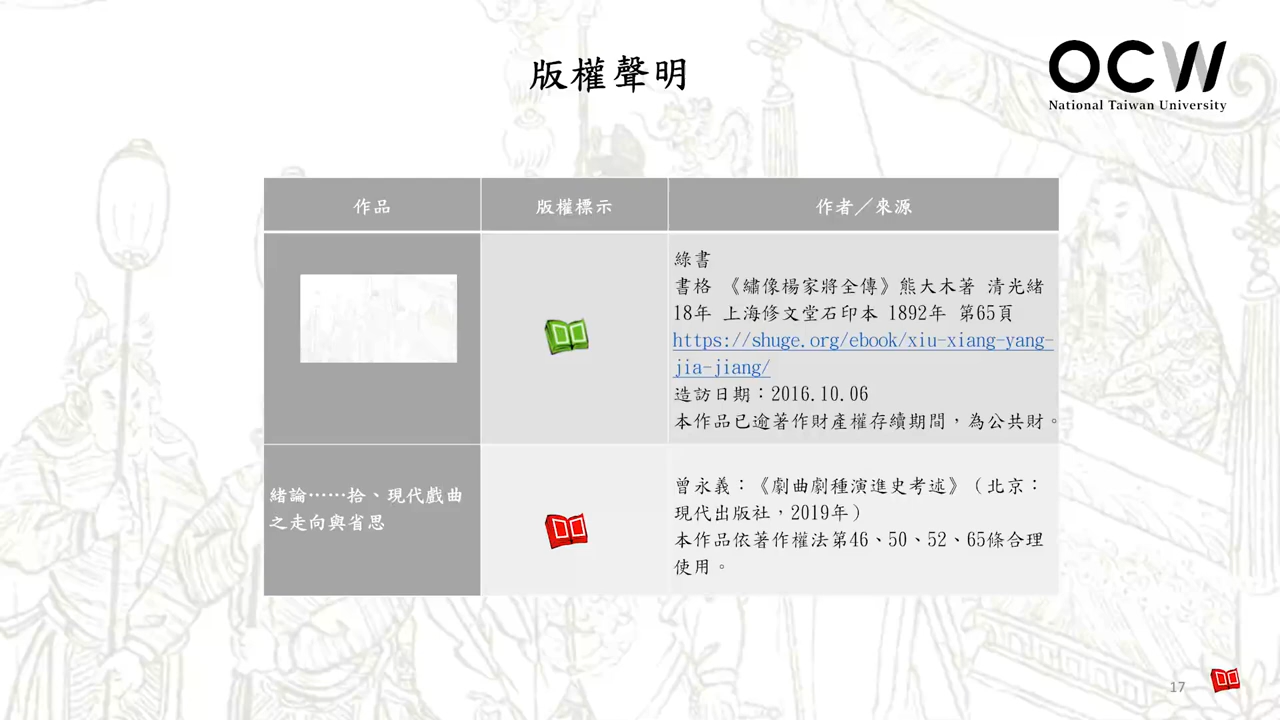 版權聲明
OCW
National Taiwan University
作品
版權標示
作者／來源
綠書
書格 《繡像楊家將全傳》熊大木著 清光緒
18年 上海修文堂石印本 1892年 第65頁
https://shuge.org/ebook/xiu-xiang-yang-
jia-jiang/
造訪日期：2016.10.06
本作品已逾著作財產權存續期間，為公共財。
緒論……拾、現代戲曲
之走向與省思
曾永義：《劇曲劇種演進史考述》（北京：
現代出版社，2019年）
本作品依著作權法第46、50、52、65條合理
使用。
17